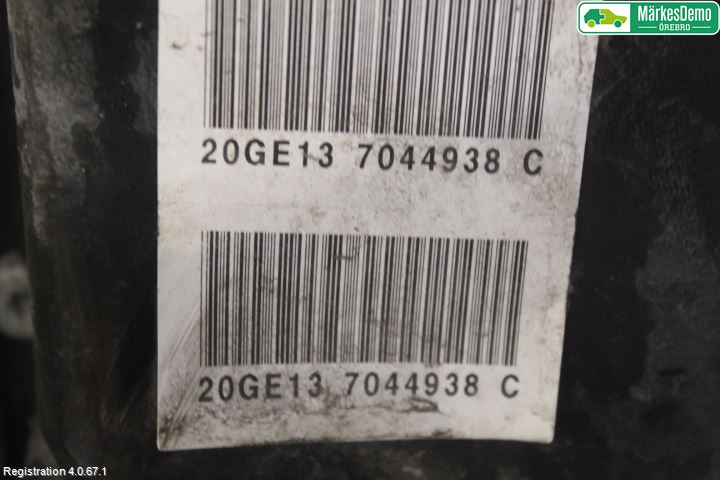 MärkesDemo
ÖREBRO
20GE13 7044938 C
20GE13 7044938 C
Registration 4.0.67.1